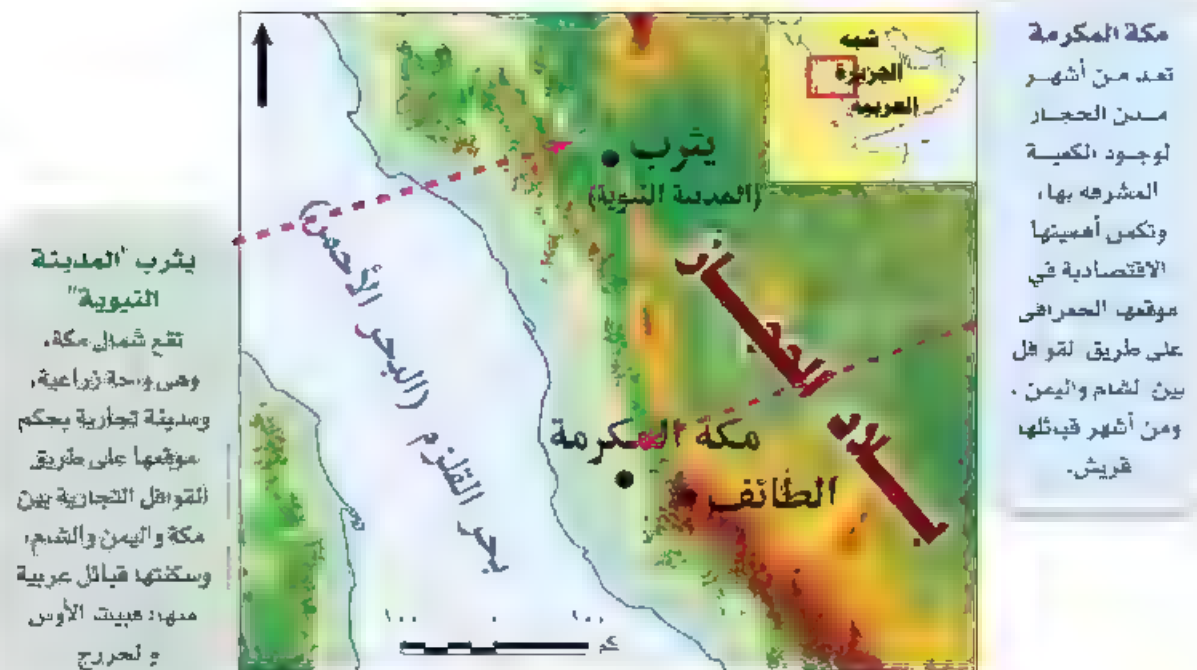 مكة المكرمة
تعد من أشهر
مدن الحجاز
لوجود الكعبة
المشرفة بها،
وتكمن أهميتها
الاقتصادية في
موقعها الجغرافي
على طريق القوافل
بين الشام واليمن،
ومن أشهر قبائلها
قريش.
شبه
الجزيرة
العربية
يثرب
(المدينة النبوية)
بلاد الحجاز
مكة المكرمة
الطائف
بحر القلزم (البحر الأحمر)
كم
يثرب "المدينة
النبوية"
تقع شمال مكة،
وهي واحة زراعية،
ومدينة تجارية بحكم
موقعها على طريق
القوافل التجارية بين
مكة واليمن والشام،
وسكنتها قبائل عربية
منها: قبيلتا الأوس
والخزرج